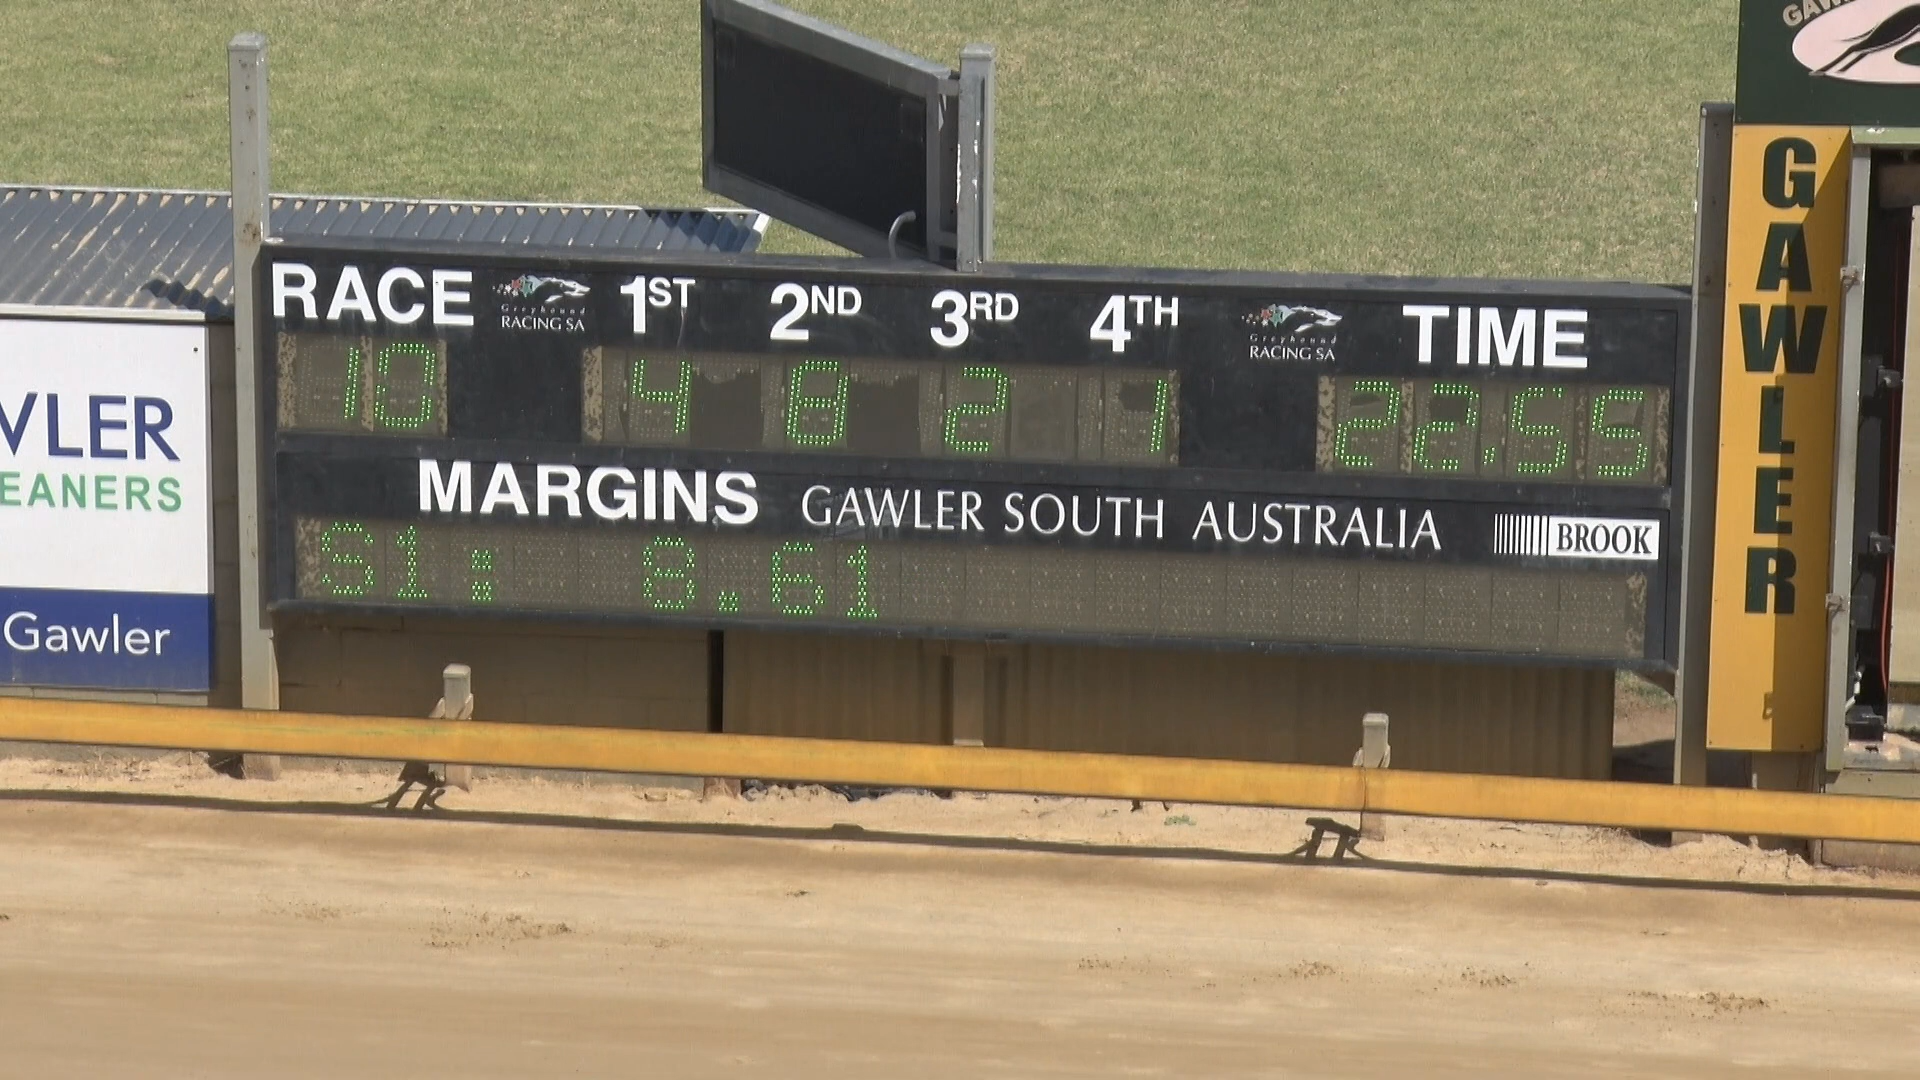 GAWLER
RACE
Greyhound
RACING SA
1ST 2ND 3RD 4TH
Greyhound
RACING SA
TIME
10 4 8 2 1 22.55
MARGINS GAWLER SOUTH AUSTRALIA BROOK
S1: 8.61
VLER
EANERS
Gawler